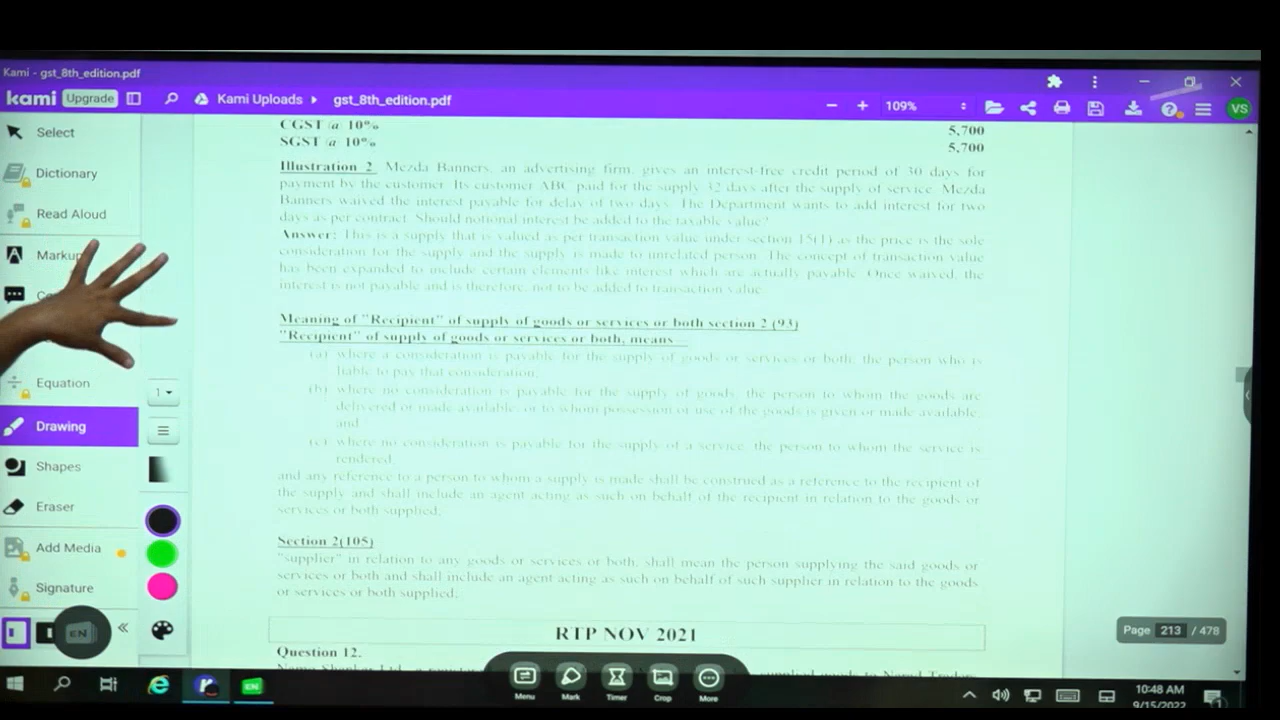 Kami - gst_8th_edition.pdf
kami Upgrade Kami Uploads gst_8th_edition.pdf 109% VS
Select
Dictionary
Read Aloud
Markup
Equation
1
Drawing
Shapes
Eraser
Add Media
Signature
EN
CGST @ 10% 5,700
SGST @ 10% 5,700
Illustration 2. Mezda Banners, an advertising firm, gives an interest-free credit period of 30 days for
payment by the customer. Its customer ABC paid for the supply 32 days after the supply of service. Mezda
Banners waived the interest payable for delay of two days. The Department wants to add interest for two
days as per contract. Should notional interest be added to the taxable value?
Answer: This is a supply that is valued as per transaction value under section 15(1) as the price is the sole
consideration for the supply and the supply is made to unrelated person. The concept of transaction value
has been expanded to include certain elements like interest which are actually payable. Once waived, the
interest is not payable and is therefore, not to be added to transaction value.
Meaning of "Recipient" of supply of goods or services or both section 2 (93)
"Recipient" of supply of goods or services or both, means—
(a) where a consideration is payable for the supply of goods or services or both, the person who is
liable to pay that consideration;
(b) where no consideration is payable for the supply of goods, the person to whom the goods are
delivered or made available, or to whom possession or use of the goods is given or made available;
and
(c) where no consideration is payable for the supply of a service, the person to whom the service is
rendered,
and any reference to a person to whom a supply is made shall be construed as a reference to the recipient of
the supply and shall include an agent acting as such on behalf of the recipient in relation to the goods or
services or both supplied;
Section 2(105)
"supplier" in relation to any goods or services or both, shall mean the person supplying the said goods or
services or both and shall include an agent acting as such on behalf of such supplier in relation to the goods
or services or both supplied;
RTP NOV 2021
Question 12.
Page 213 / 478
Menu Mark Timer Crop More
EN
10:48 AM
9/15/2022